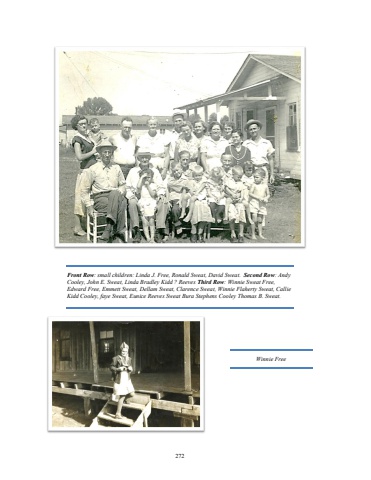 Front Row: small children: Linda J. Free, Ronald Sweat, David Sweat. Second Row: Andy
Cooley, John E. Sweat, Linda Bradley Kidd ? Reeves Third Row: Winnie Sweat Free,
Edward Free, Emmett Sweat, Dellam Sweat, Clarence Sweat, Winnie Flaherty Sweat, Callie
Kidd Cooley, faye Sweat, Eunice Reeves Sweat Bura Stephens Cooley Thomas B. Sweat.
Winnie Free
272